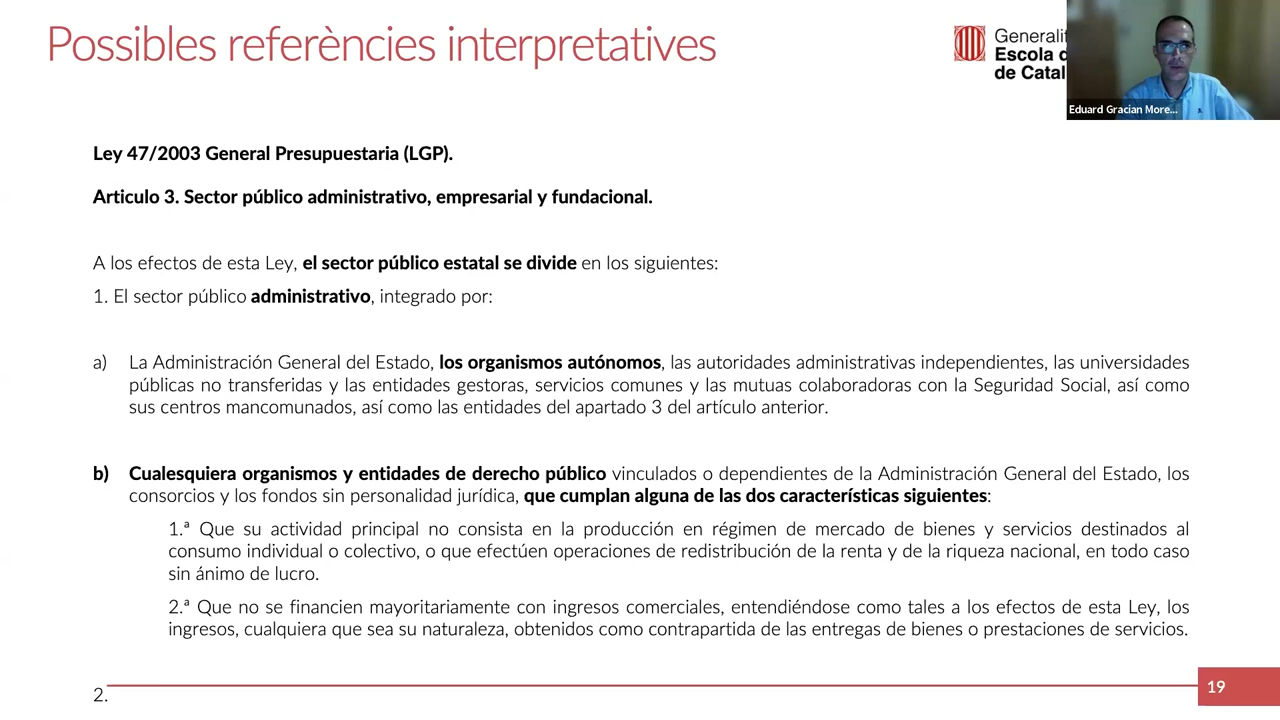 Possibles referències interpretatives
Generalit
Escola d
de Catal
Eduard Gracian More...
Ley 47/2003 General Presupuestaria (LGP).
Articulo 3. Sector público administrativo, empresarial y fundacional.
A los efectos de esta Ley, el sector público estatal se divide en los siguientes:
1. El sector público administrativo, integrado por:
a) La Administración General del Estado, los organismos autónomos, las autoridades administrativas independientes, las universidades
públicas no transferidas y las entidades gestoras, servicios comunes y las mutuas colaboradoras con la Seguridad Social, así como
sus centros mancomunados, así como las entidades del apartado 3 del artículo anterior.
b) Cualesquiera organismos y entidades de derecho público vinculados o dependientes de la Administración General del Estado, los
consorcios y los fondos sin personalidad jurídica, que cumplan alguna de las dos características siguientes:
1.ª Que su actividad principal no consista en la producción en régimen de mercado de bienes y servicios destinados al
consumo individual o colectivo, o que efectúen operaciones de redistribución de la renta y de la riqueza nacional, en todo caso
sin ánimo de lucro.
2.ª Que no se financien mayoritariamente con ingresos comerciales, entendiéndose como tales a los efectos de esta Ley, los
ingresos, cualquiera que sea su naturaleza, obtenidos como contrapartida de las entregas de bienes o prestaciones de servicios.
2.
19